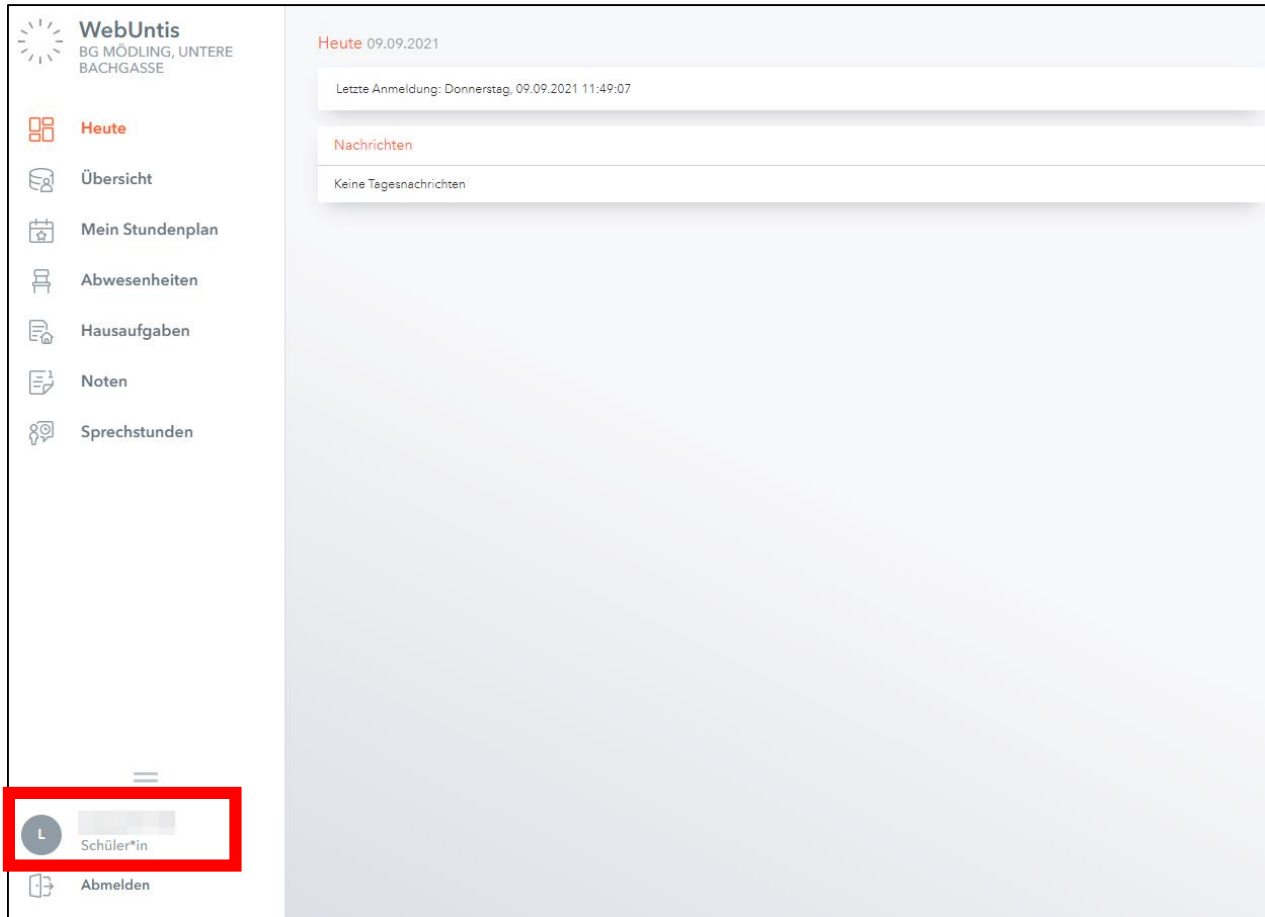 WebUntis
BG MÖDLING, UNTERE
BACHGASSE
Heute
Übersicht
Mein Stundenplan
Abwesenheiten
Hausaufgaben
Noten
Sprechstunden
L
Schüler*in
Abmelden
Heute 09.09.2021
Letzte Anmeldung: Donnerstag, 09.09.2021 11:49:07
Nachrichten
Keine Tagesnachrichten